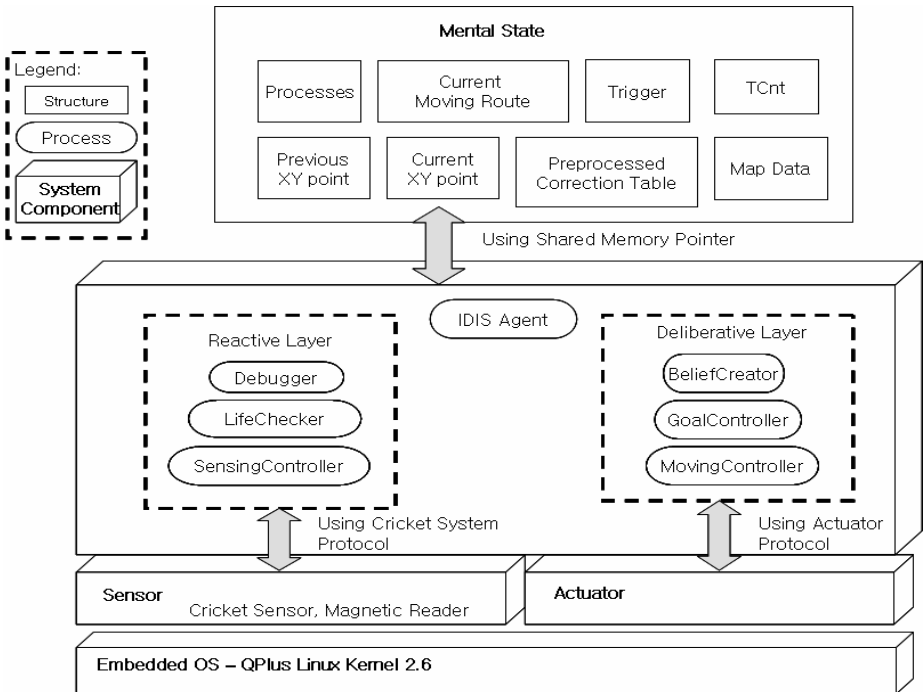 Mental State
Legend:
Structure
Process
System
Component
Processes
Current
Moving Route
Trigger
TCnt
Previous
XY point
Current
XY point
Preprocessed
Correction Table
Map Data
Using Shared Memory Pointer
IDIS Agent
Reactive Layer
Debugger
LifeChecker
SensingController
Deliberative Layer
BeliefCreator
GoalController
MovingController
Using Cricket System
Protocol
Using Actuator
Protocol
Sensor
Cricket Sensor, Magnetic Reader
Actuator
Embedded OS – QPlus Linux Kernel 2.6